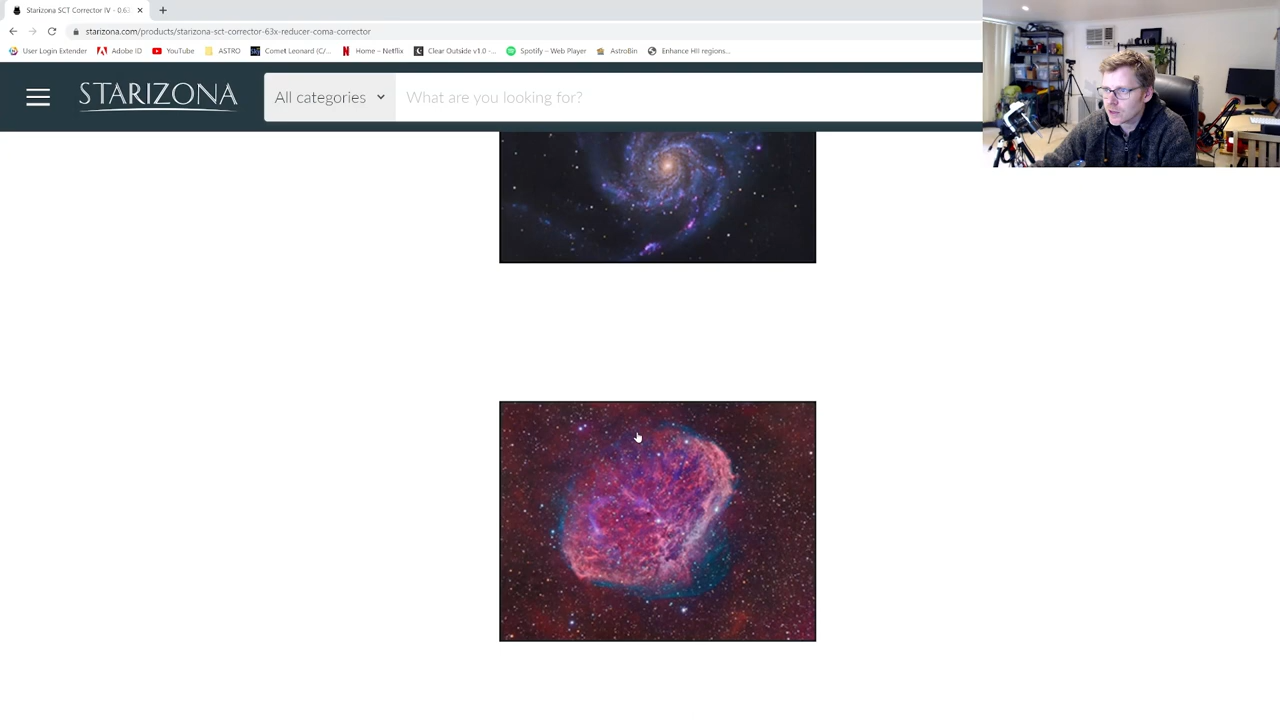 Starizona SCT Corrector IV - 0.63
starizona.com/products/starizona-sct-corrector-63x-reducer-coma-corrector
User Login Extender Adobe ID YouTube ASTRO Comet Leonard (C/... Home – Netflix Clear Outside v1.0 -... Spotify – Web Player AstroBin Enhance HII regions...
STARIZONA All categories What are you looking for?